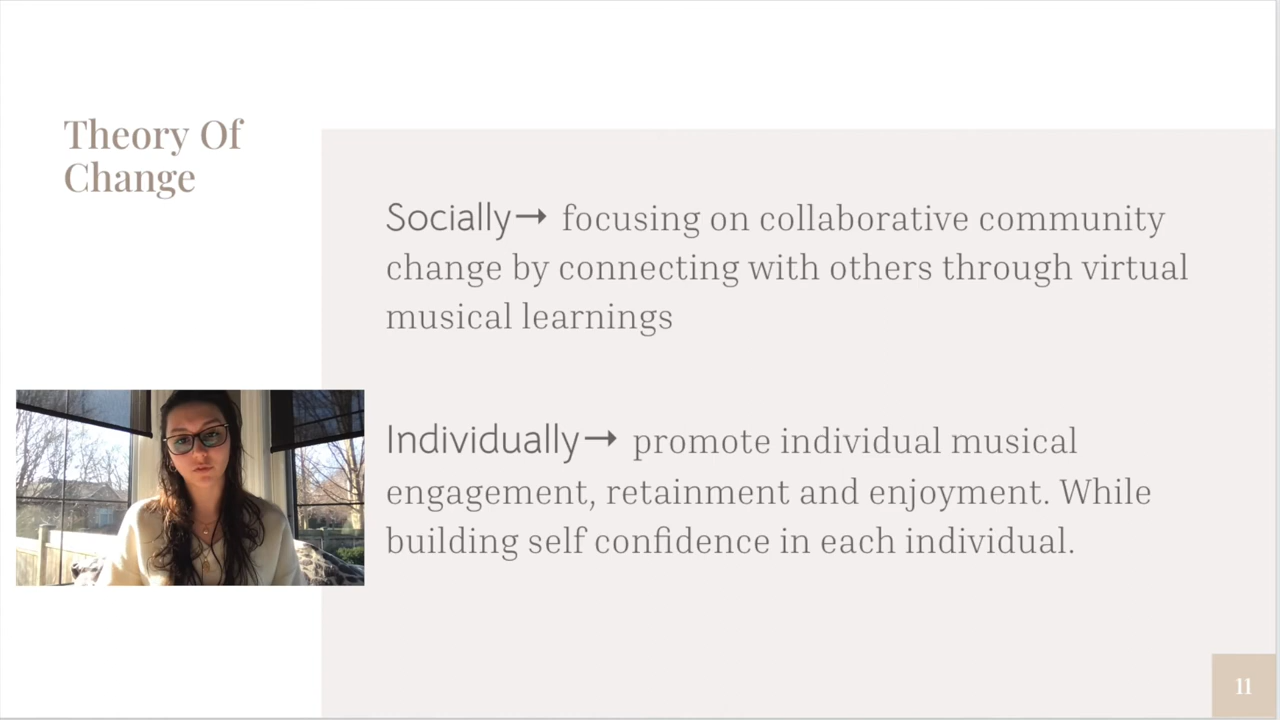 Theory Of
Change
Socially→ focusing on collaborative community
change by connecting with others through virtual
musical learnings
Individually→ promote individual musical
engagement, retainment and enjoyment. While
building self confidence in each individual.
11